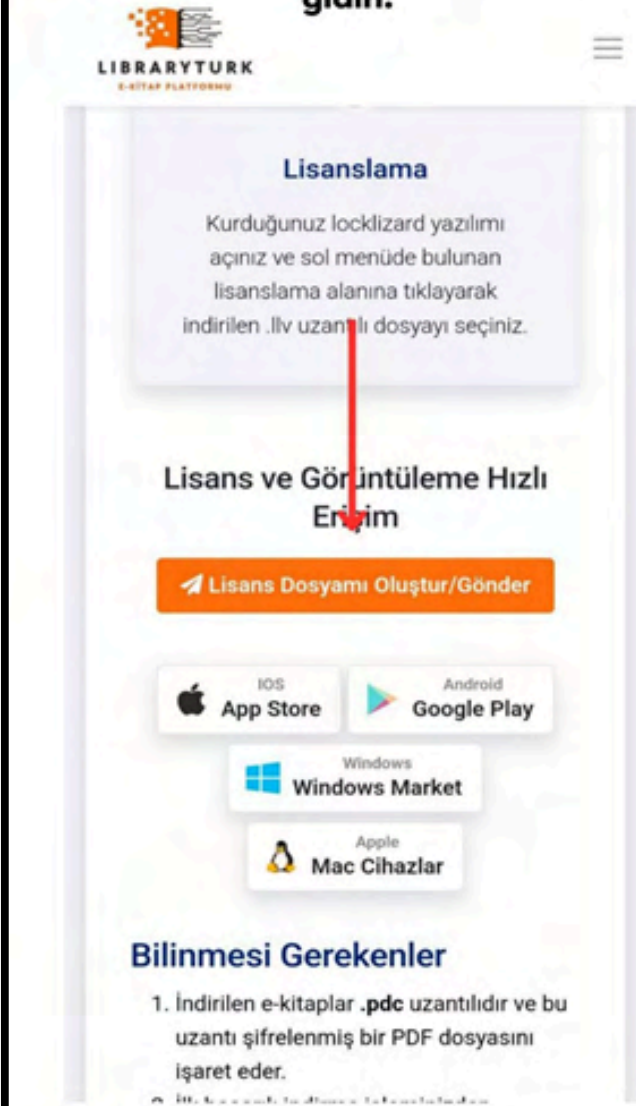 gidin.
LIBRARYTURK
E-KİTAP PLATFORMU
Lisanslama
Kurduğunuz locklizard yazılımı
açınız ve sol menüde bulunan
lisanslama alanına tıklayarak
indirilen .llv uzantılı dosyayı seçiniz.
Lisans ve Görüntüleme Hızlı
Erişim
Lisans Dosyamı Oluştur/Gönder
IOS
App Store
Android
Google Play
Windows
Windows Market
Apple
Mac Cihazlar
Bilinmesi Gerekenler
1. İndirilen e-kitaplar .pdc uzantılıdır ve bu
uzantı şifrelenmiş bir PDF dosyasını
işaret eder.